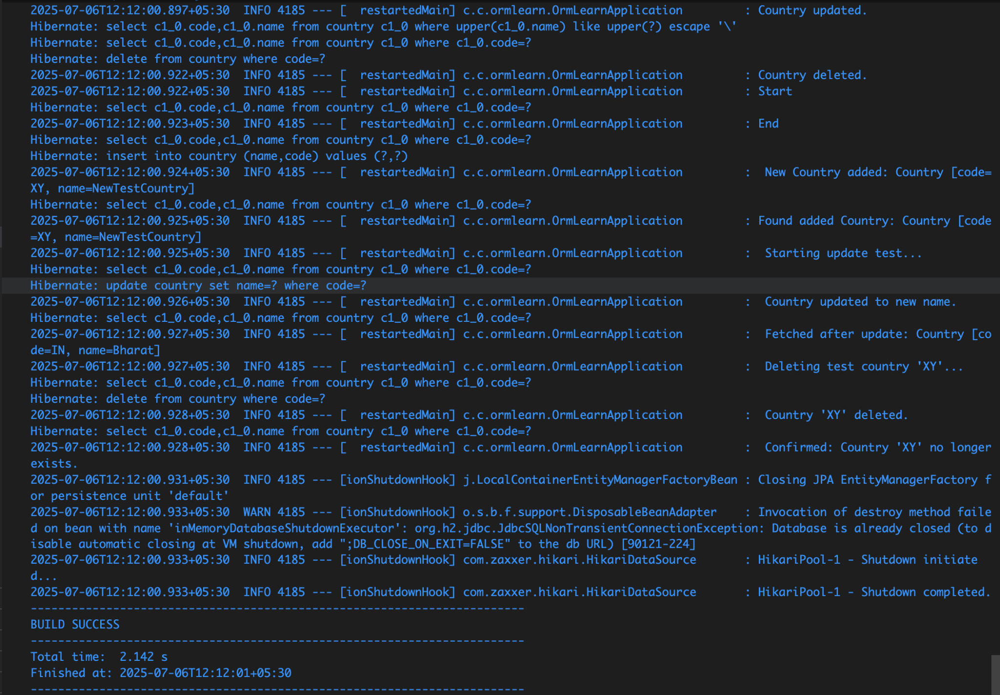 2025-07-06T12:12:00.897+05:30  INFO 4185 --- [  restartedMain] c.c.ormlearn.OrmLearnApplication         : Country updated.
Hibernate: select c1_0.code,c1_0.name from country c1_0 where upper(c1_0.name) like upper(?) escape '\'
Hibernate: select c1_0.code,c1_0.name from country c1_0 where c1_0.code=?
Hibernate: delete from country where code=?
2025-07-06T12:12:00.922+05:30  INFO 4185 --- [  restartedMain] c.c.ormlearn.OrmLearnApplication         : Country deleted.
2025-07-06T12:12:00.922+05:30  INFO 4185 --- [  restartedMain] c.c.ormlearn.OrmLearnApplication         : Start
Hibernate: select c1_0.code,c1_0.name from country c1_0 where c1_0.code=?
2025-07-06T12:12:00.923+05:30  INFO 4185 --- [  restartedMain] c.c.ormlearn.OrmLearnApplication         : End
Hibernate: select c1_0.code,c1_0.name from country c1_0 where c1_0.code=?
Hibernate: insert into country (name,code) values (?,?)
2025-07-06T12:12:00.924+05:30  INFO 4185 --- [  restartedMain] c.c.ormlearn.OrmLearnApplication         :  New Country added: Country [code=
XY, name=NewTestCountry]
Hibernate: select c1_0.code,c1_0.name from country c1_0 where c1_0.code=?
2025-07-06T12:12:00.925+05:30  INFO 4185 --- [  restartedMain] c.c.ormlearn.OrmLearnApplication         : Found added Country: Country [code
=XY, name=NewTestCountry]
2025-07-06T12:12:00.925+05:30  INFO 4185 --- [  restartedMain] c.c.ormlearn.OrmLearnApplication         :  Starting update test...
Hibernate: select c1_0.code,c1_0.name from country c1_0 where c1_0.code=?
Hibernate: update country set name=? where code=?
2025-07-06T12:12:00.926+05:30  INFO 4185 --- [  restartedMain] c.c.ormlearn.OrmLearnApplication         :  Country updated to new name.
Hibernate: select c1_0.code,c1_0.name from country c1_0 where c1_0.code=?
2025-07-06T12:12:00.927+05:30  INFO 4185 --- [  restartedMain] c.c.ormlearn.OrmLearnApplication         :  Fetched after update: Country [co
de=IN, name=Bharat]
2025-07-06T12:12:00.927+05:30  INFO 4185 --- [  restartedMain] c.c.ormlearn.OrmLearnApplication         :  Deleting test country 'XY'...
Hibernate: select c1_0.code,c1_0.name from country c1_0 where c1_0.code=?
Hibernate: delete from country where code=?
2025-07-06T12:12:00.928+05:30  INFO 4185 --- [  restartedMain] c.c.ormlearn.OrmLearnApplication         :  Country 'XY' deleted.
Hibernate: select c1_0.code,c1_0.name from country c1_0 where c1_0.code=?
2025-07-06T12:12:00.928+05:30  INFO 4185 --- [  restartedMain] c.c.ormlearn.OrmLearnApplication         :  Confirmed: Country 'XY' no longer
exists.
2025-07-06T12:12:00.931+05:30  INFO 4185 --- [ionShutdownHook] j.LocalContainerEntityManagerFactoryBean : Closing JPA EntityManagerFactory f
or persistence unit 'default'
2025-07-06T12:12:00.933+05:30  WARN 4185 --- [ionShutdownHook] o.s.b.f.support.DisposableBeanAdapter    : Invocation of destroy method faile
d on bean with name 'inMemoryDatabaseShutdownExecutor': org.h2.jdbc.JdbcSQLNonTransientConnectionException: Database is already closed (to d
isable automatic closing at VM shutdown, add ";DB_CLOSE_ON_EXIT=FALSE" to the db URL) [90121-224]
2025-07-06T12:12:00.933+05:30  INFO 4185 --- [ionShutdownHook] com.zaxxer.hikari.HikariDataSource       : HikariPool-1 - Shutdown initiate
d...
2025-07-06T12:12:00.933+05:30  INFO 4185 --- [ionShutdownHook] com.zaxxer.hikari.HikariDataSource       : HikariPool-1 - Shutdown completed.
------------------------------------------------------------------------
BUILD SUCCESS
------------------------------------------------------------------------
Total time:  2.142 s
Finished at: 2025-07-06T12:12:01+05:30
------------------------------------------------------------------------